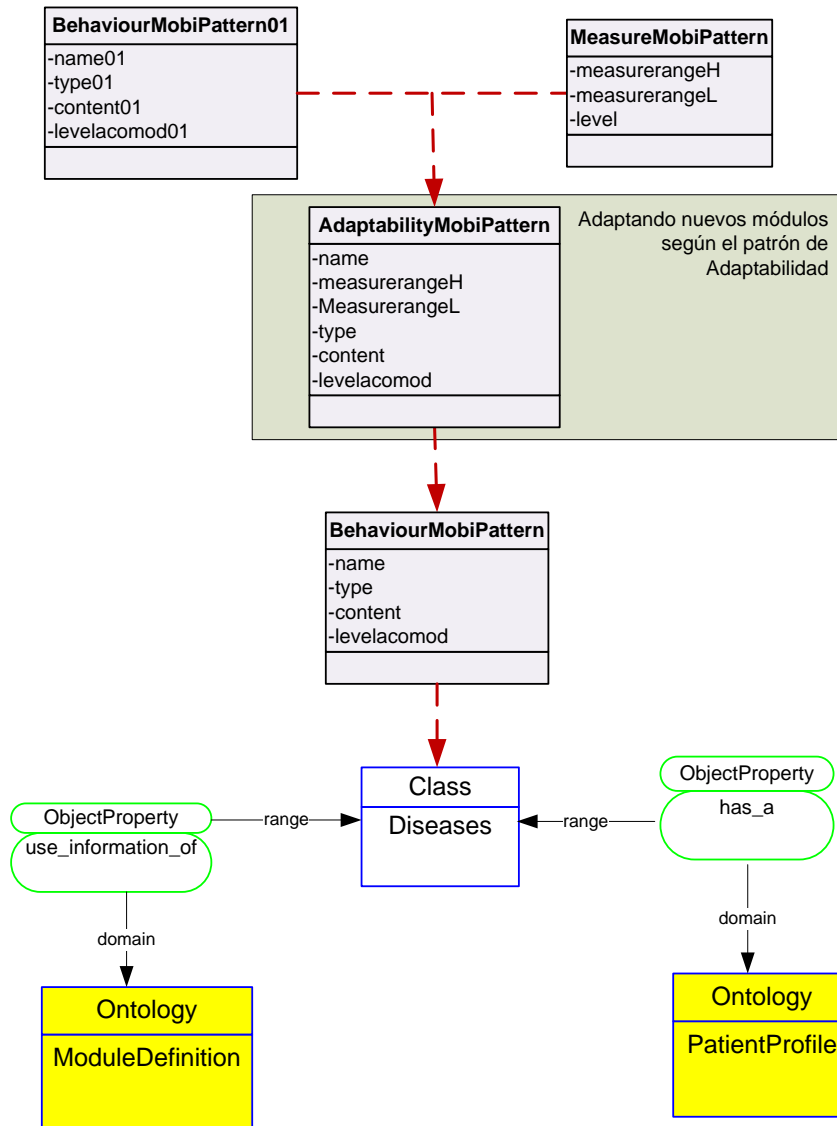 BehaviourMobiPattern01
-name01
-type01
-content01
-levelacomod01
MeasureMobiPattern
-measurerangeH
-measurerangeL
-level
AdaptabilityMobiPattern
-name
-measurerangeH
-MeasurerangeL
-type
-content
-levelacomod
Adaptando nuevos módulos
según el patrón de
Adaptabilidad
BehaviourMobiPattern
-name
-type
-content
-levelacomod
Class
Diseases
ObjectProperty
use_information_of
range
range
ObjectProperty
has_a
domain
domain
Ontology
ModuleDefinition
Ontology
PatientProfile